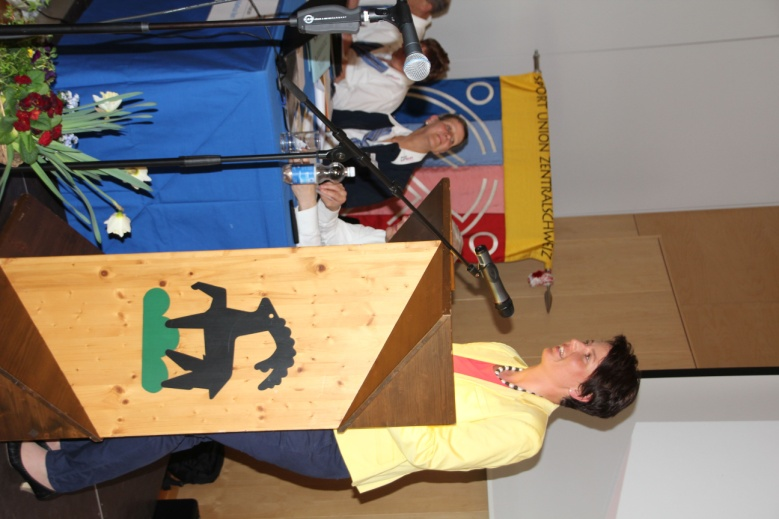 SPORT UNION ZENTRALSCHWEIZ